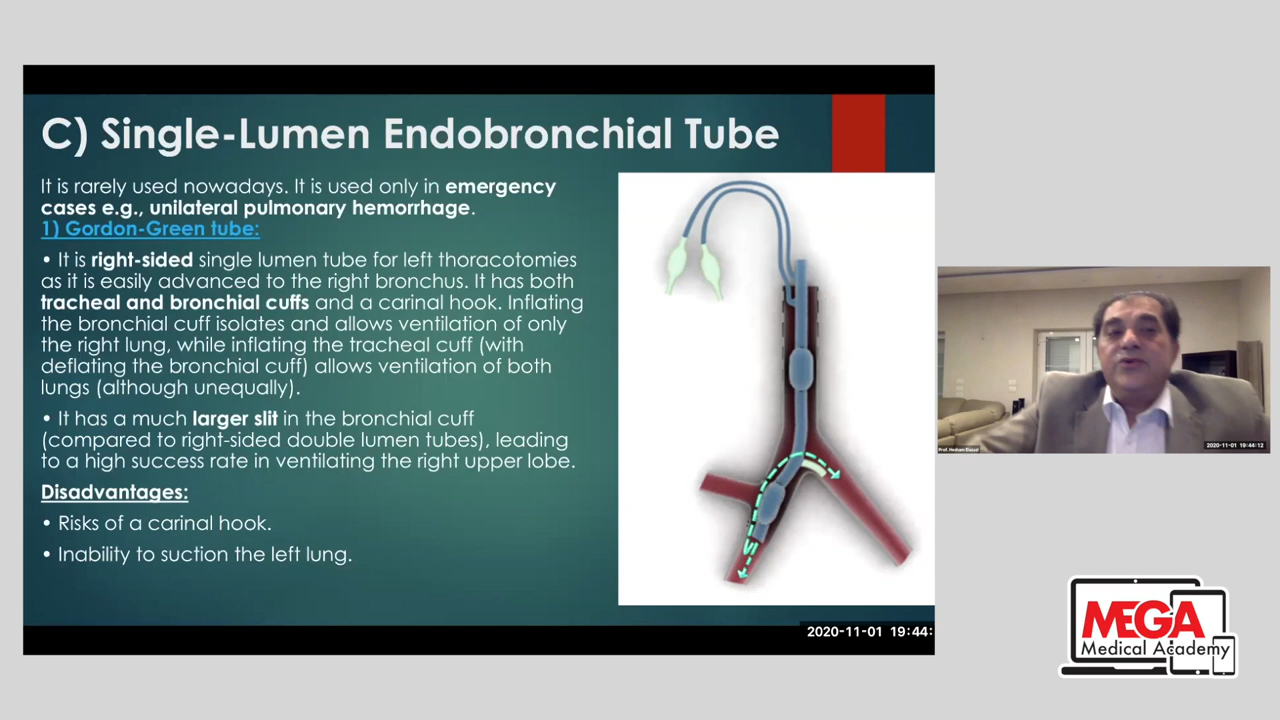 C) Single-Lumen Endobronchial Tube
It is rarely used nowadays. It is used only in emergency
cases e.g., unilateral pulmonary hemorrhage.
1) Gordon-Green tube:
• It is right-sided single lumen tube for left thoracotomies
as it is easily advanced to the right bronchus. It has both
tracheal and bronchial cuffs and a carinal hook. Inflating
the bronchial cuff isolates and allows ventilation of only
the right lung, while inflating the tracheal cuff (with
deflating the bronchial cuff) allows ventilation of both
lungs (although unequally).
• It has a much larger slit in the bronchial cuff
(compared to right-sided double lumen tubes), leading
to a high success rate in ventilating the right upper lobe.
Disadvantages:
• Risks of a carinal hook.
• Inability to suction the left lung.
2020-11-01 19:44:
2020-11-01 19:44:12
MEGA
Medical Academy